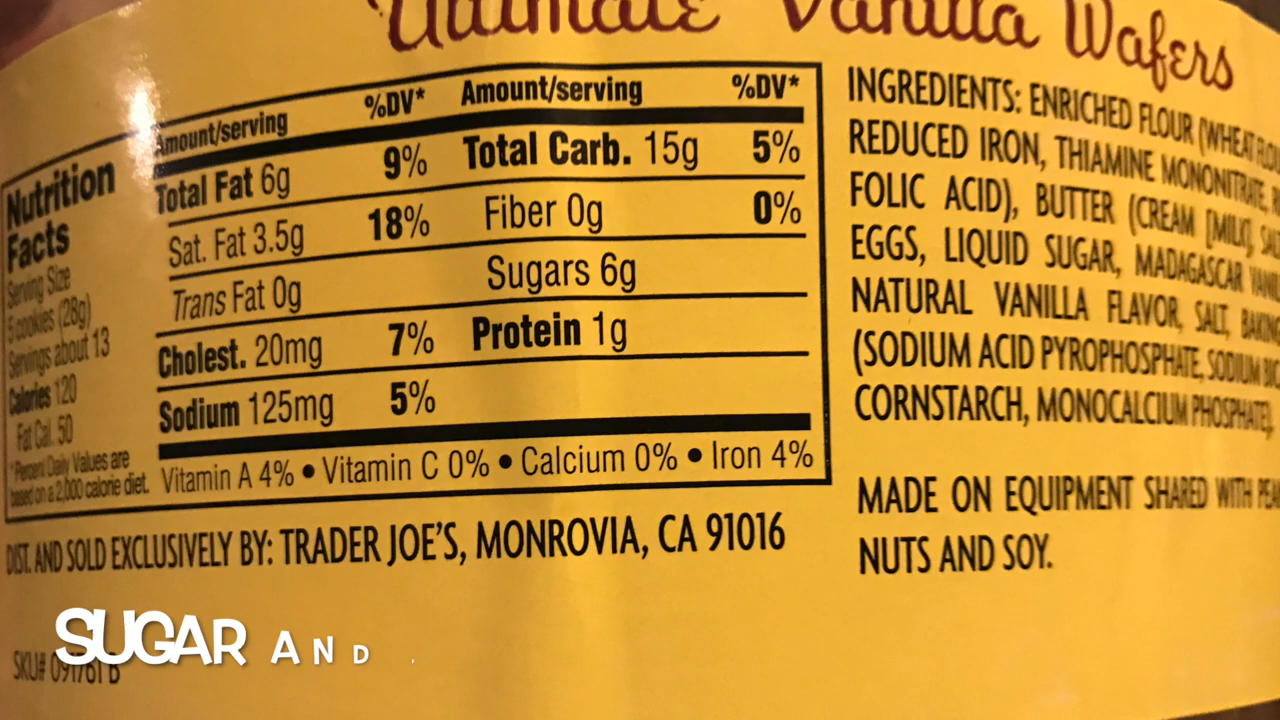 Ultimate Vanilla Wafers
Nutrition
Facts
Serving Size
5 cookies (28g)
Servings about 13
Calories 120
Fat Cal. 50
*Percent Daily Values are
based on a 2,000 calorie diet.
Amount/serving %DV* Amount/serving %DV*
Total Fat 6g 9% Total Carb. 15g 5%
Sat. Fat 3.5g 18% Fiber 0g 0%
Trans Fat 0g Sugars 6g
Cholest. 20mg 7% Protein 1g
Sodium 125mg 5%
Vitamin A 4% • Vitamin C 0% • Calcium 0% • Iron 4%
DIST. AND SOLD EXCLUSIVELY BY: TRADER JOE'S, MONROVIA, CA 91016
SKU# 091761 B
INGREDIENTS: ENRICHED FLOUR (WHEAT
REDUCED IRON, THIAMINE MONONITRATE,
FOLIC ACID), BUTTER (CREAM [MILK],
EGGS, LIQUID SUGAR, MADAGASCAR
NATURAL VANILLA FLAVOR, SALT,
(SODIUM ACID PYROPHOSPHATE, SODIUM
CORNSTARCH, MONOCALCIUM PHOSPHATE).
MADE ON EQUIPMENT SHARED WITH
NUTS AND SOY.
SUGAR AND